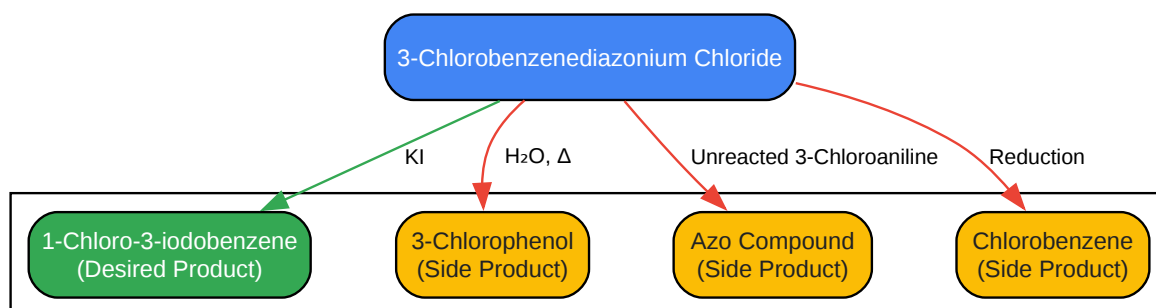 3-Chlorobenzenediazonium Chloride
KI
H₂O, Δ
Unreacted 3-Chloroaniline
Reduction
1-Chloro-3-iodobenzene
(Desired Product)
3-Chlorophenol
(Side Product)
Azo Compound
(Side Product)
Chlorobenzene
(Side Product)